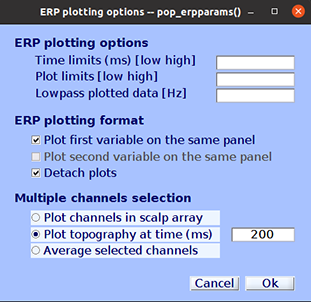 ERP plotting options -- pop_erpparams()
ERP plotting options
Time limits (ms) [low high]
Plot limits [low high]
Lowpass plotted data [Hz]
ERP plotting format
Plot first variable on the same panel
Plot second variable on the same panel
Detach plots
Multiple channels selection
Plot channels in scalp array
Plot topography at time (ms) 200
Average selected channels
Cancel Ok